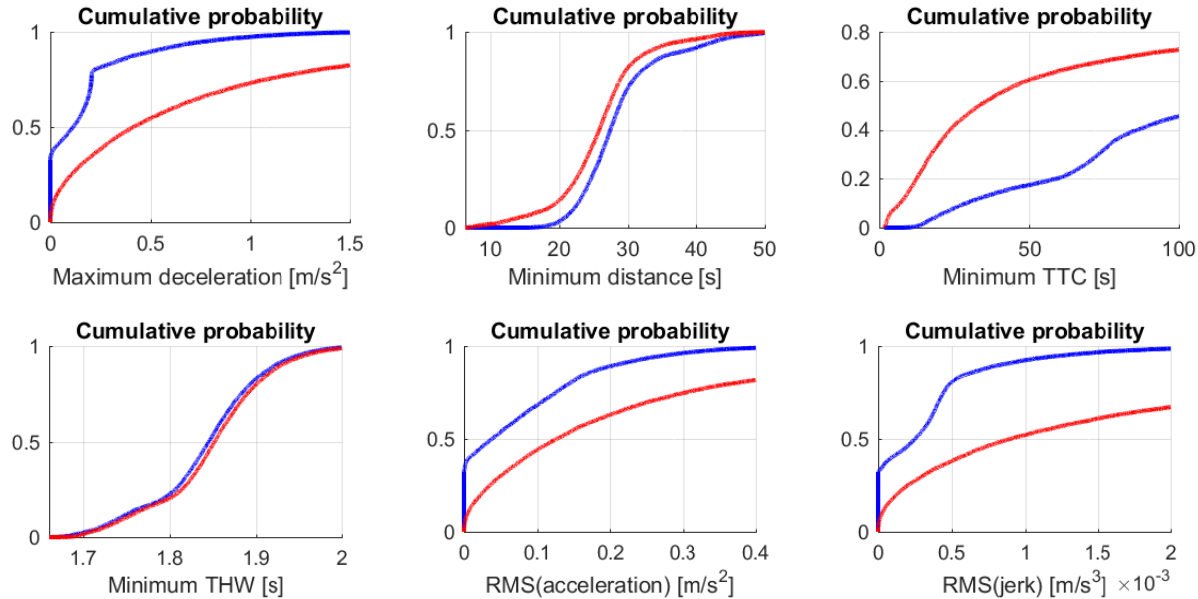 Cumulative probability
1
0.5
0
0 0.5 1 1.5
Maximum deceleration [m/s²]
Cumulative probability
1
0.5
0
10 20 30 40 50
Minimum distance [s]
Cumulative probability
0.8
0.6
0.4
0.2
0
0 50 100
Minimum TTC [s]
Cumulative probability
1
0.5
0
1.7 1.8 1.9 2
Minimum THW [s]
Cumulative probability
1
0.5
0
0 0.1 0.2 0.3 0.4
RMS(acceleration) [m/s²]
Cumulative probability
1
0.5
0
0 0.5 1 1.5 2
RMS(jerk) [m/s³] ×10⁻³